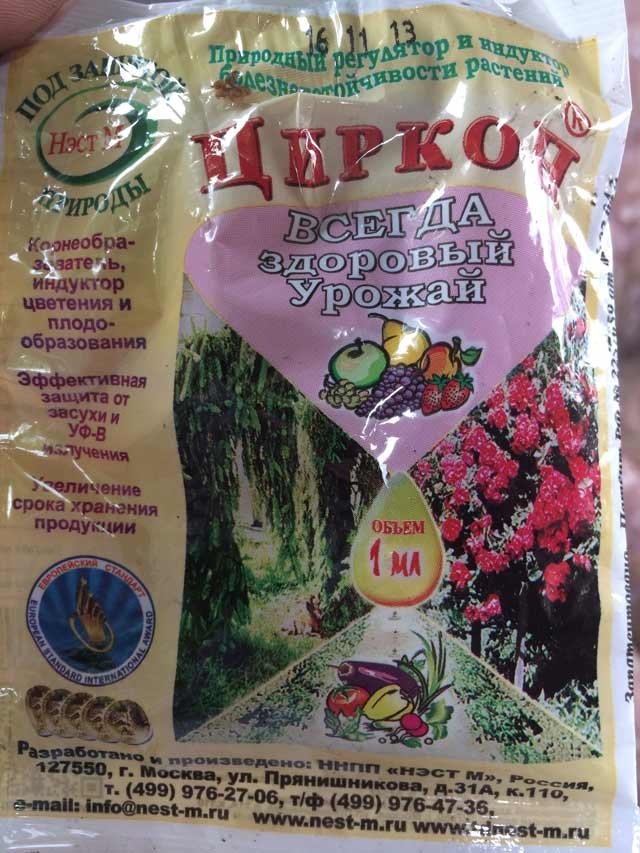 16 11 13
Природный регулятор и индуктор
болезнеустойчивости растений
ПОД ЗАЩИТОЙ
НЭСТ М
ПРИРОДЫ
ЦИРКОН®
ВСЕГДА
здоровый
Урожай
Корнеобра-
зователь,
индуктор
цветения и
плодо-
образования
Эффективная
защита от
засухи и
УФ-В
излучения
Увеличение
срока хранения
продукции
ОБЪЕМ
1 мл
ЕВРОПЕЙСКИЙ СТАНДАРТ
EUROPEAN STANDARD INTERNATIONAL AWARD
Разработано и произведено: ННПП «НЭСТ М», Россия,
127550, г. Москва, ул. Прянишникова, д.31А, к.110,
т. (499) 976-27-06, т/ф (499) 976-47-36,
e-mail: info@nest-m.ru www.nest-m.ru
Запатентовано